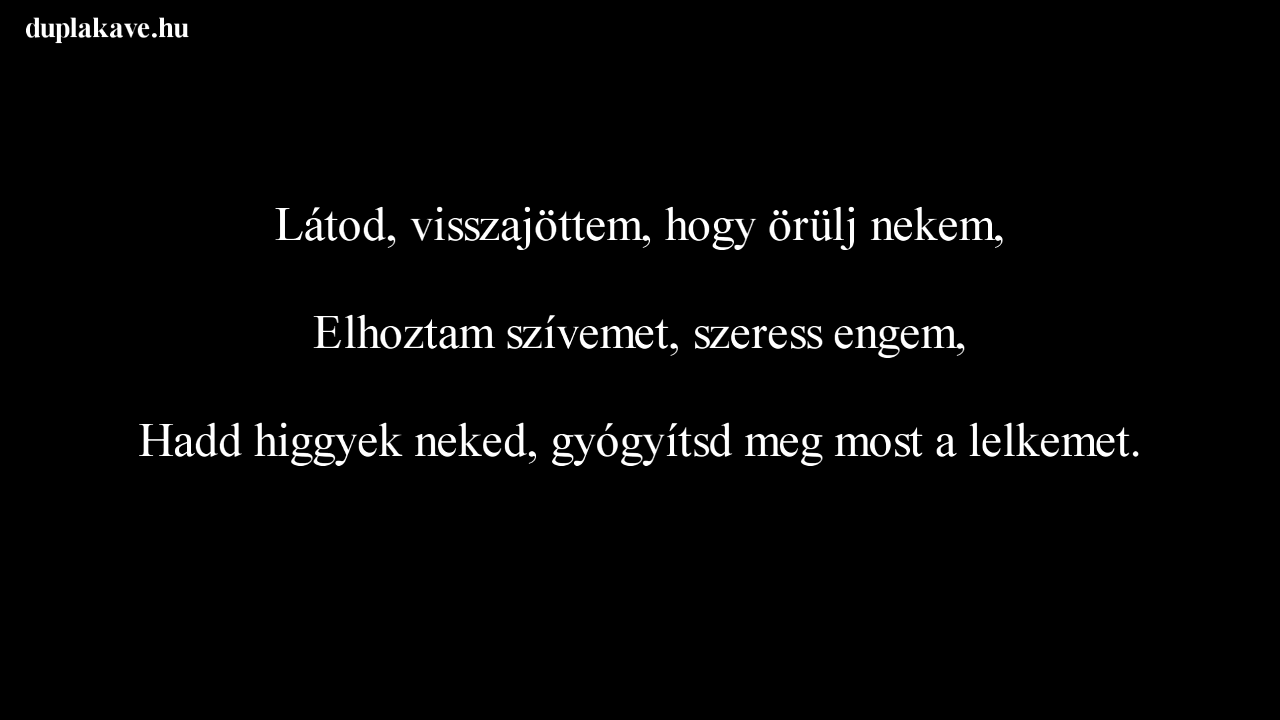 duplakave.hu
Látod, visszajöttem, hogy örülj nekem,
Elhoztam szívemet, szeress engem,
Hadd higgyek neked, gyógyítsd meg most a lelkemet.